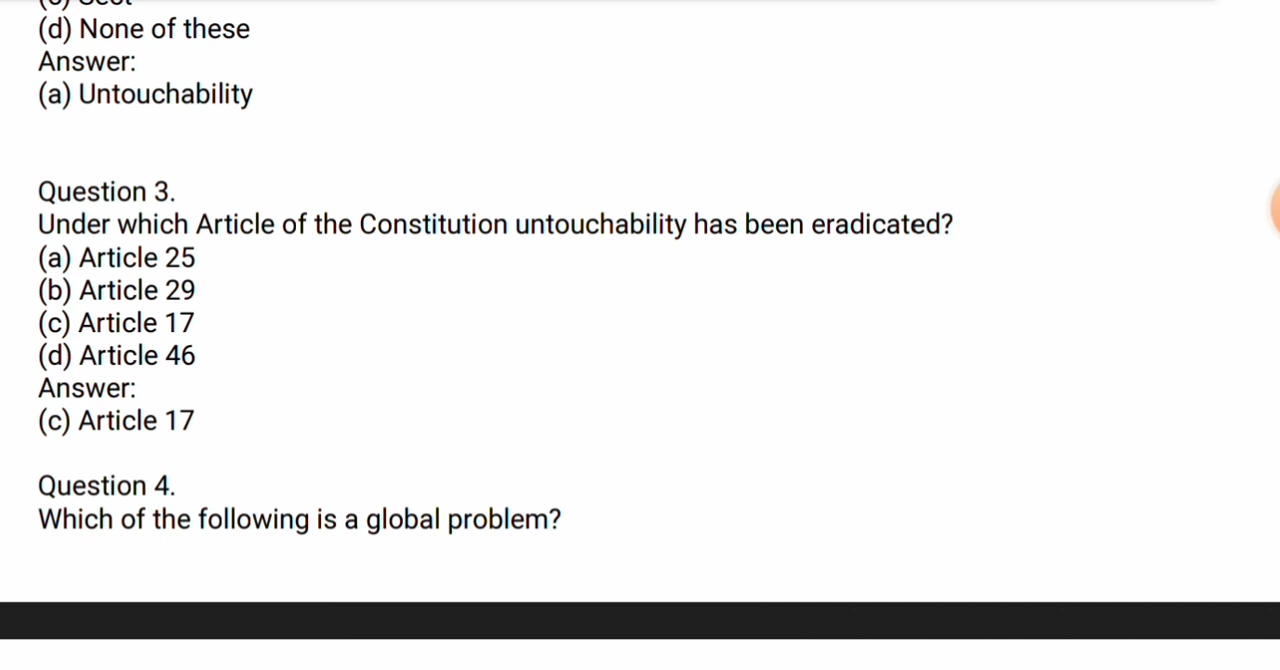 (d) None of these
Answer:
(a) Untouchability
Question 3.
Under which Article of the Constitution untouchability has been eradicated?
(a) Article 25
(b) Article 29
(c) Article 17
(d) Article 46
Answer:
(c) Article 17
Question 4.
Which of the following is a global problem?